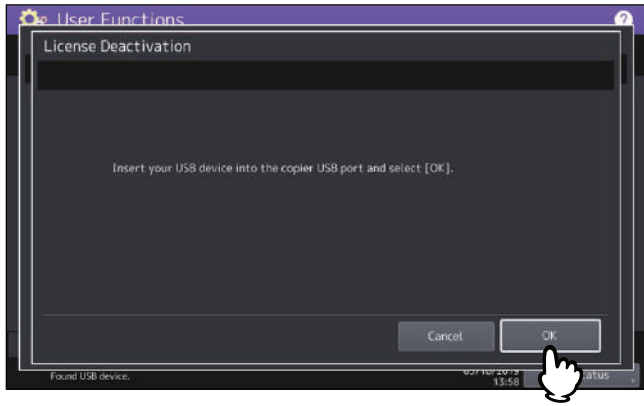 User Functions
?
License Deactivation
Insert your USB device into the copier USB port and select [OK].
Cancel
OK
Found USB device.
13:58